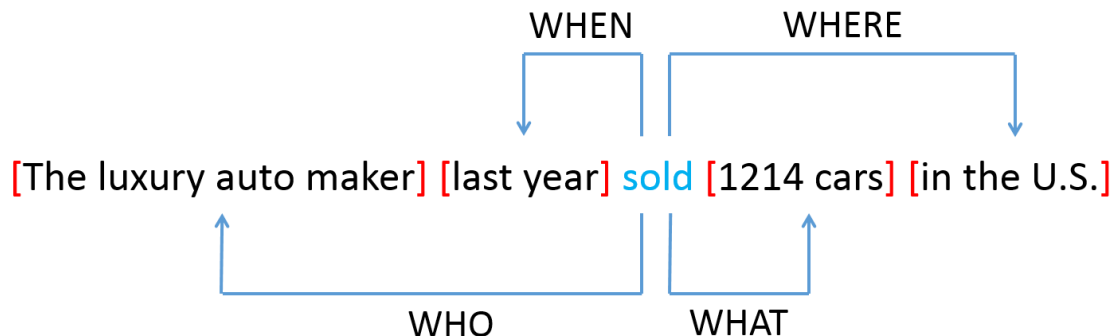 WHEN WHERE
[The luxury auto maker] [last year] sold [1214 cars] [in the U.S.]
WHO WHAT